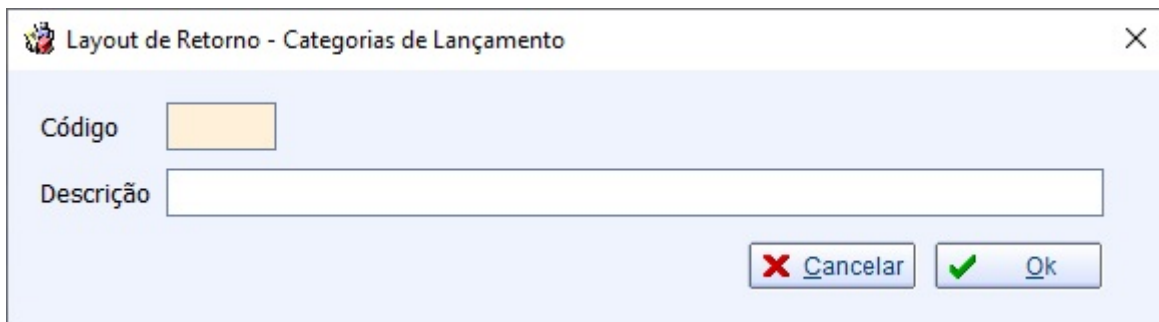 Layout de Retorno - Categorias de Lançamento
Código
Descrição
Cancelar Ok